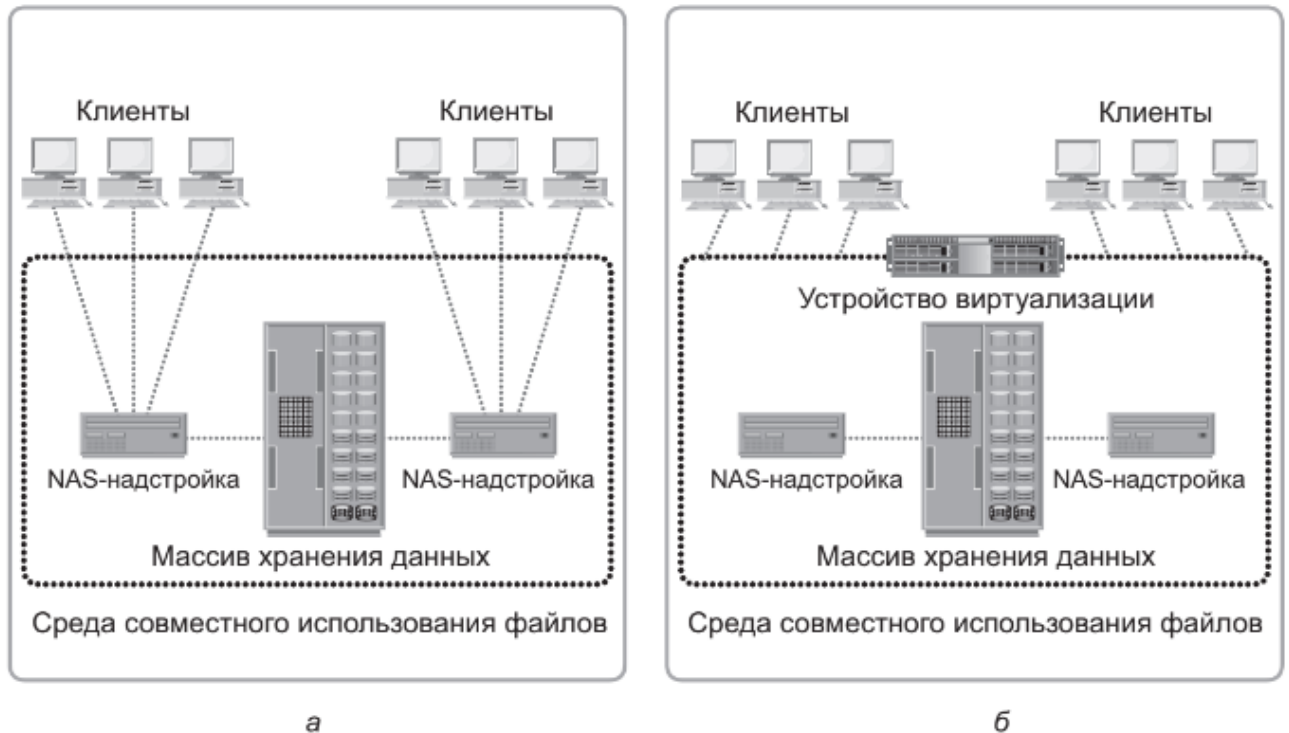 Клиенты
Клиенты
NAS-надстройка
NAS-надстройка
Массив хранения данных
Среда совместного использования файлов
а
Клиенты
Клиенты
Устройство виртуализации
NAS-надстройка
NAS-надстройка
Массив хранения данных
Среда совместного использования файлов
б